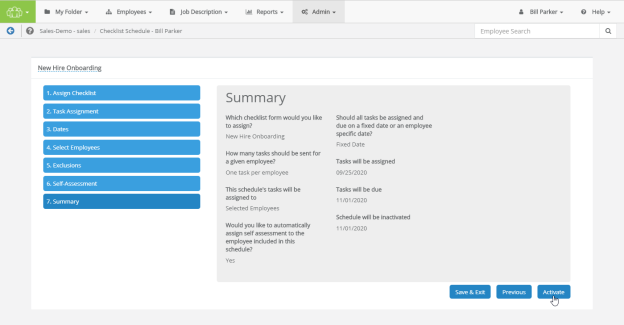 My Folder Employees Job Description Reports Admin Bill Parker Help
Sales-Demo - sales / Checklist Schedule - Bill Parker Employee Search
New Hire Onboarding
1. Assign Checklist
2. Task Assignment
3. Dates
4. Select Employees
5. Exclusions
6. Self-Assessment
7. Summary
Summary
Which checklist form would you like
to assign?
New Hire Onboarding
How many tasks should be sent for
a given employee?
One task per employee
This schedule's tasks will be
assigned to
Selected Employees
Would you like to automatically
assign self assessment to the
employee included in this
schedule?
Yes
Should all tasks be assigned and
due on a fixed date or an employee
specific date?
Fixed Date
Tasks will be assigned
09/25/2020
Tasks will be due
11/01/2020
Schedule will be inactivated
11/01/2020
Save & Exit Previous Activate